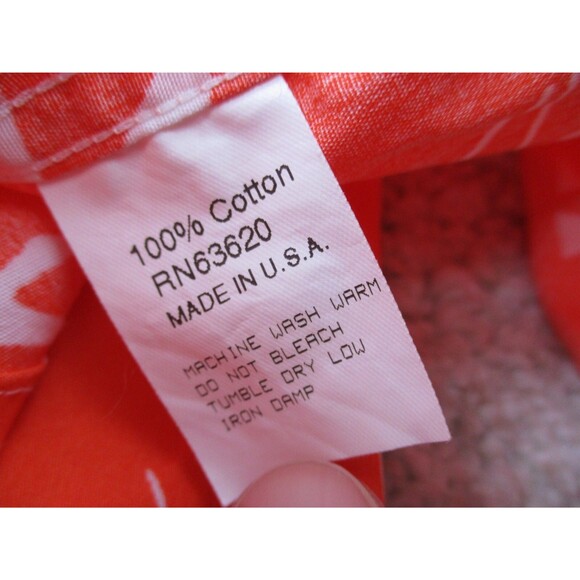 100% Cotton
RN63620
MADE IN U.S.A.
MACHINE WASH WARM
DO NOT BLEACH
TUMBLE DRY LOW
IRON DAMP